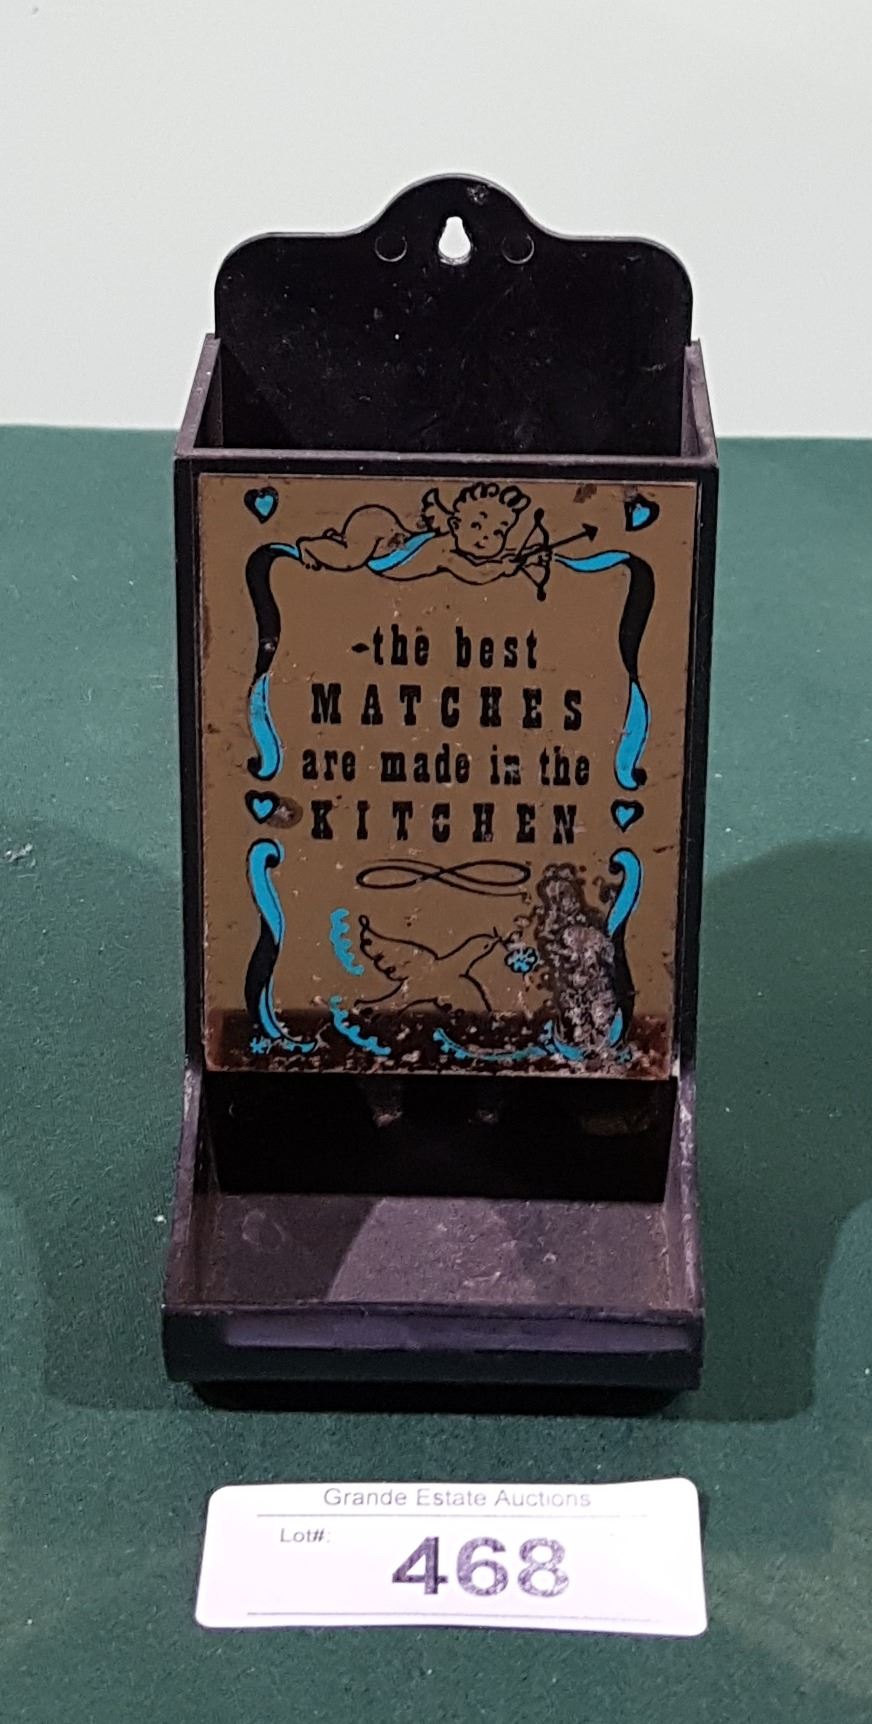 the best
MATCHES
are made in the
KITCHEN
Grande Estate Auctions
Lot#:
468